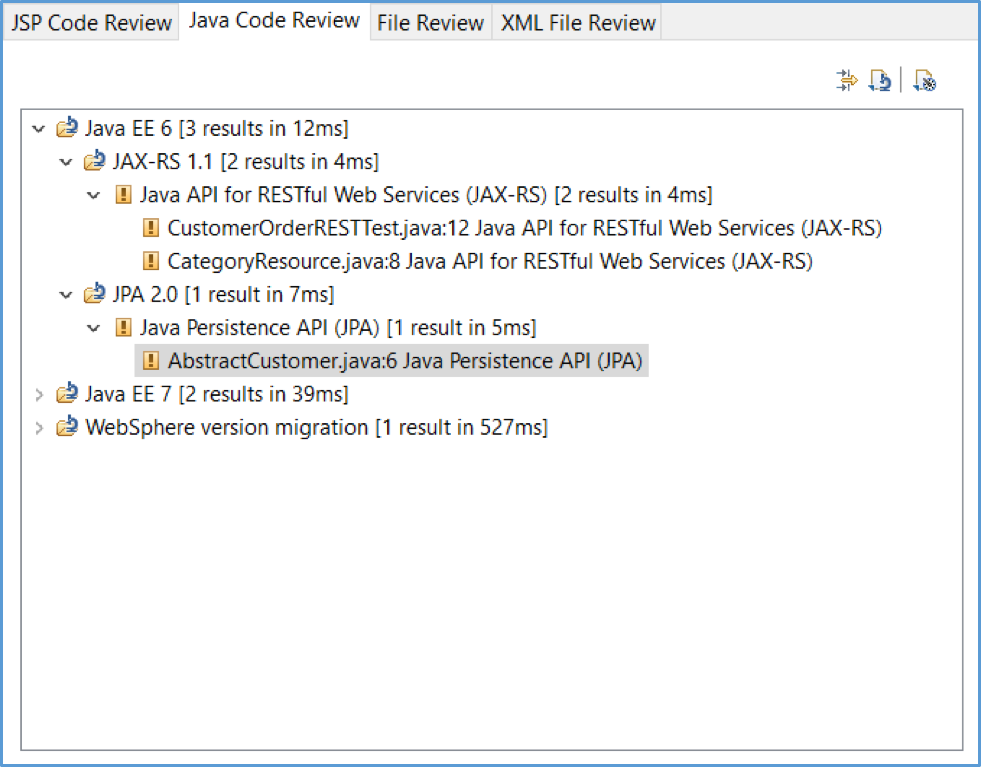 JSP Code Review Java Code Review File Review XML File Review
Java EE 6 [3 results in 12ms]
JAX-RS 1.1 [2 results in 4ms]
Java API for RESTful Web Services (JAX-RS) [2 results in 4ms]
CustomerOrderRESTTest.java:12 Java API for RESTful Web Services (JAX-RS)
CategoryResource.java:8 Java API for RESTful Web Services (JAX-RS)
JPA 2.0 [1 result in 7ms]
Java Persistence API (JPA) [1 result in 5ms]
AbstractCustomer.java:6 Java Persistence API (JPA)
Java EE 7 [2 results in 39ms]
WebSphere version migration [1 result in 527ms]